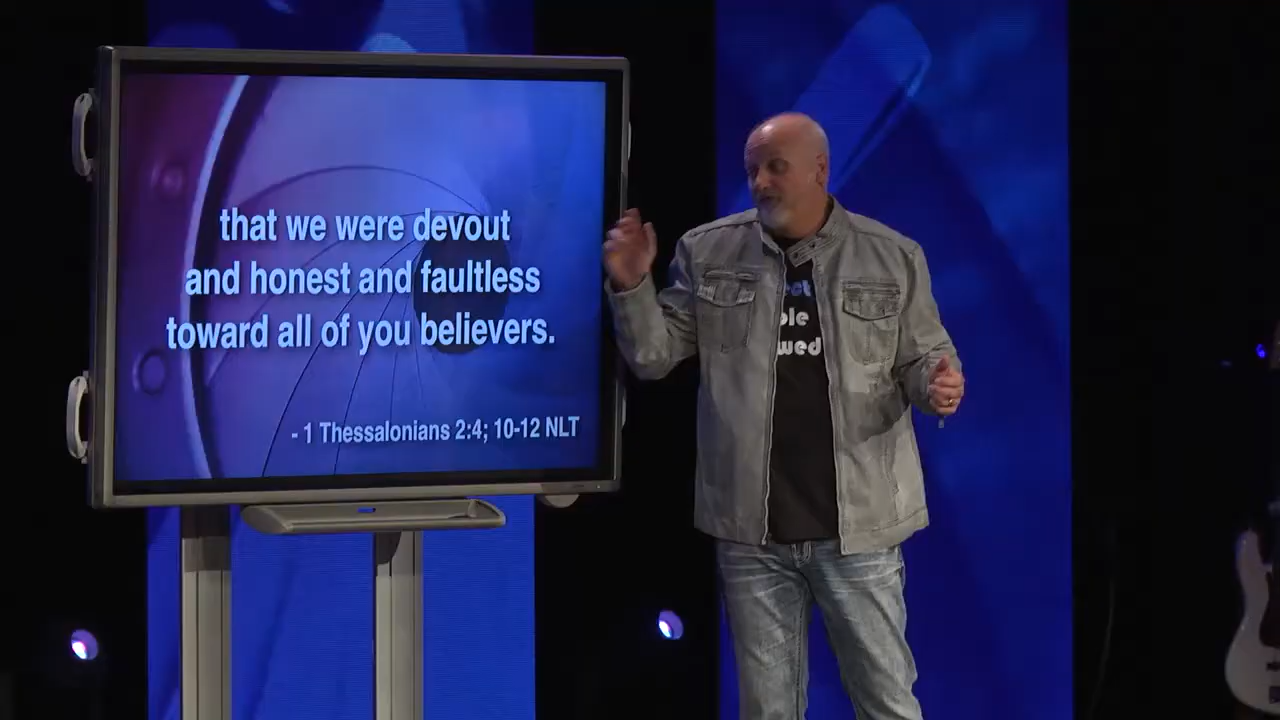 that we were devout
and honest and faultless
toward all of you believers.
- 1 Thessalonians 2:4; 10-12 NLT